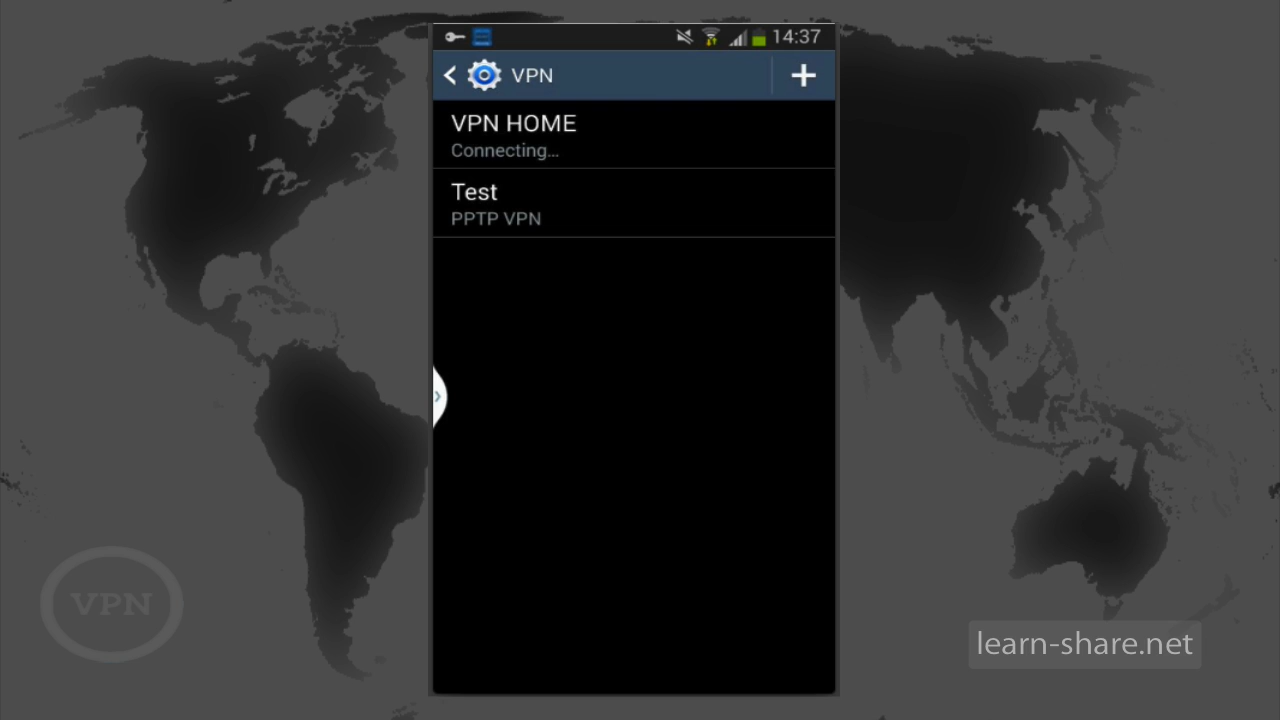 14:37
VPN
VPN HOME
Connecting...
Test
PPTP VPN
VPN
learn-share.net